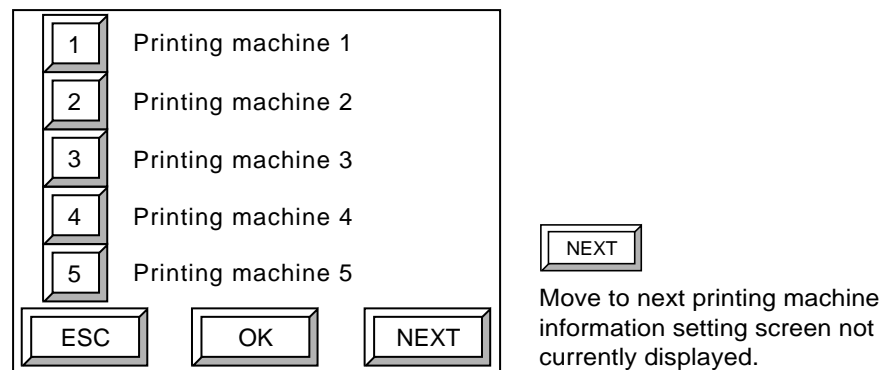 1 Printing machine 1
2 Printing machine 2
3 Printing machine 3
4 Printing machine 4
5 Printing machine 5
ESC OK NEXT
NEXT
Move to next printing machine
information setting screen not
currently displayed.